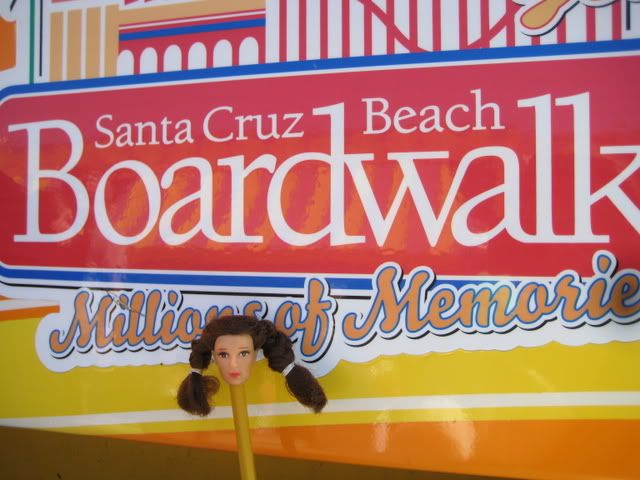 Santa Cruz Beach
Boardwalk
Millions of Memorie